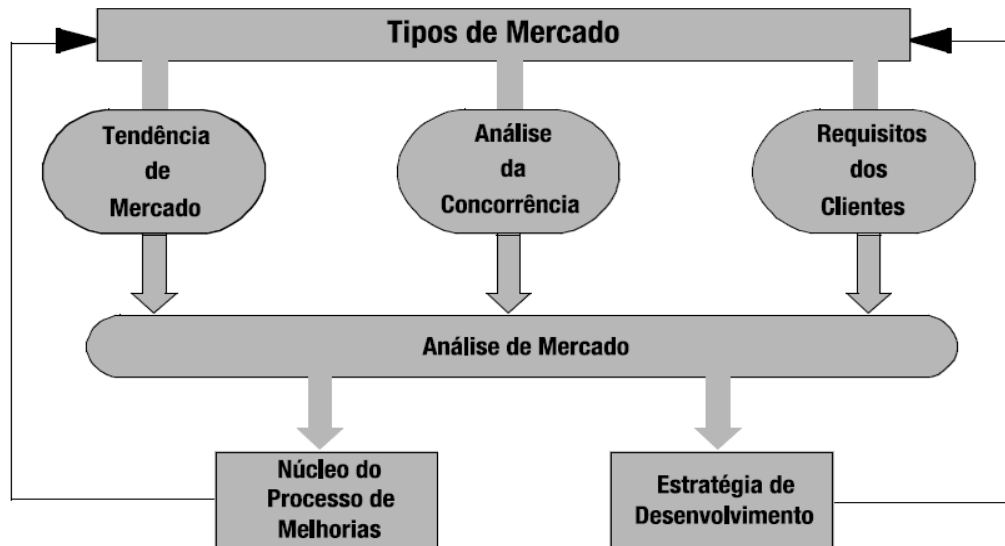 Tipos de Mercado
Tendência
de
Mercado
Análise
da
Concorrência
Requisitos
dos
Clientes
Análise de Mercado
Núcleo do
Processo de
Melhorias
Estratégia de
Desenvolvimento